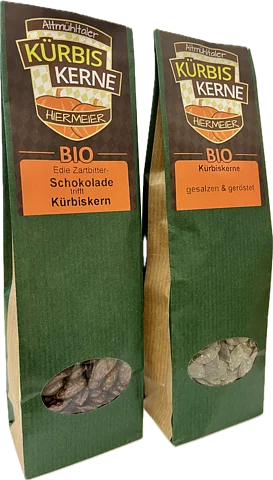 Altmühltaler
KÜRBIS
KERNE
HIERMEIER
BIO
Edle Zartbitter-
Schokolade
trifft
Kürbiskern
Altmühltaler
KÜRBIS
KERNE
HIERMEIER
BIO
Kürbiskerne
gesalzen & geröstet